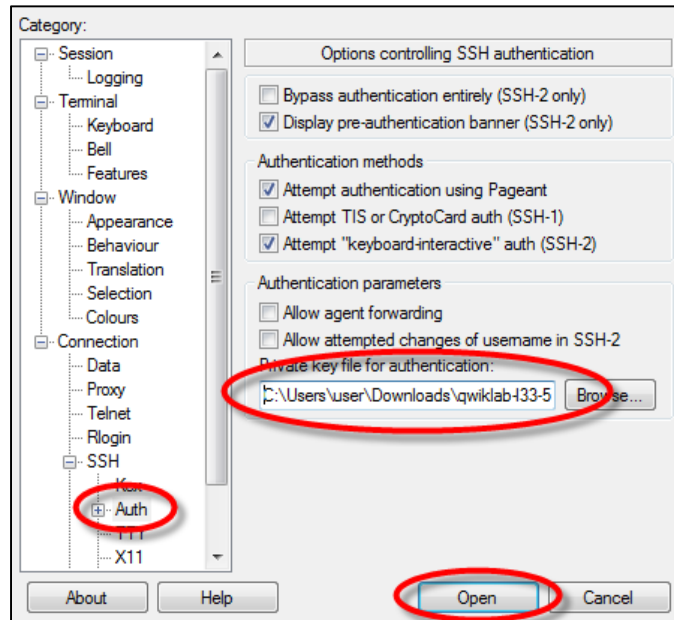 Category:
Session
Logging
Terminal
Keyboard
Bell
Features
Window
Appearance
Behaviour
Translation
Selection
Colours
Connection
Data
Proxy
Telnet
Rlogin
SSH
Kex
Auth
TTY
X11
Options controlling SSH authentication
Bypass authentication entirely (SSH-2 only)
Display pre-authentication banner (SSH-2 only)
Authentication methods
Attempt authentication using Pageant
Attempt TIS or CryptoCard auth (SSH-1)
Attempt "keyboard-interactive" auth (SSH-2)
Authentication parameters
Allow agent forwarding
Allow attempted changes of username in SSH-2
Private key file for authentication:
C:\Users\user\Downloads\qwiklab-l33-5
Browse...
About
Help
Open
Cancel